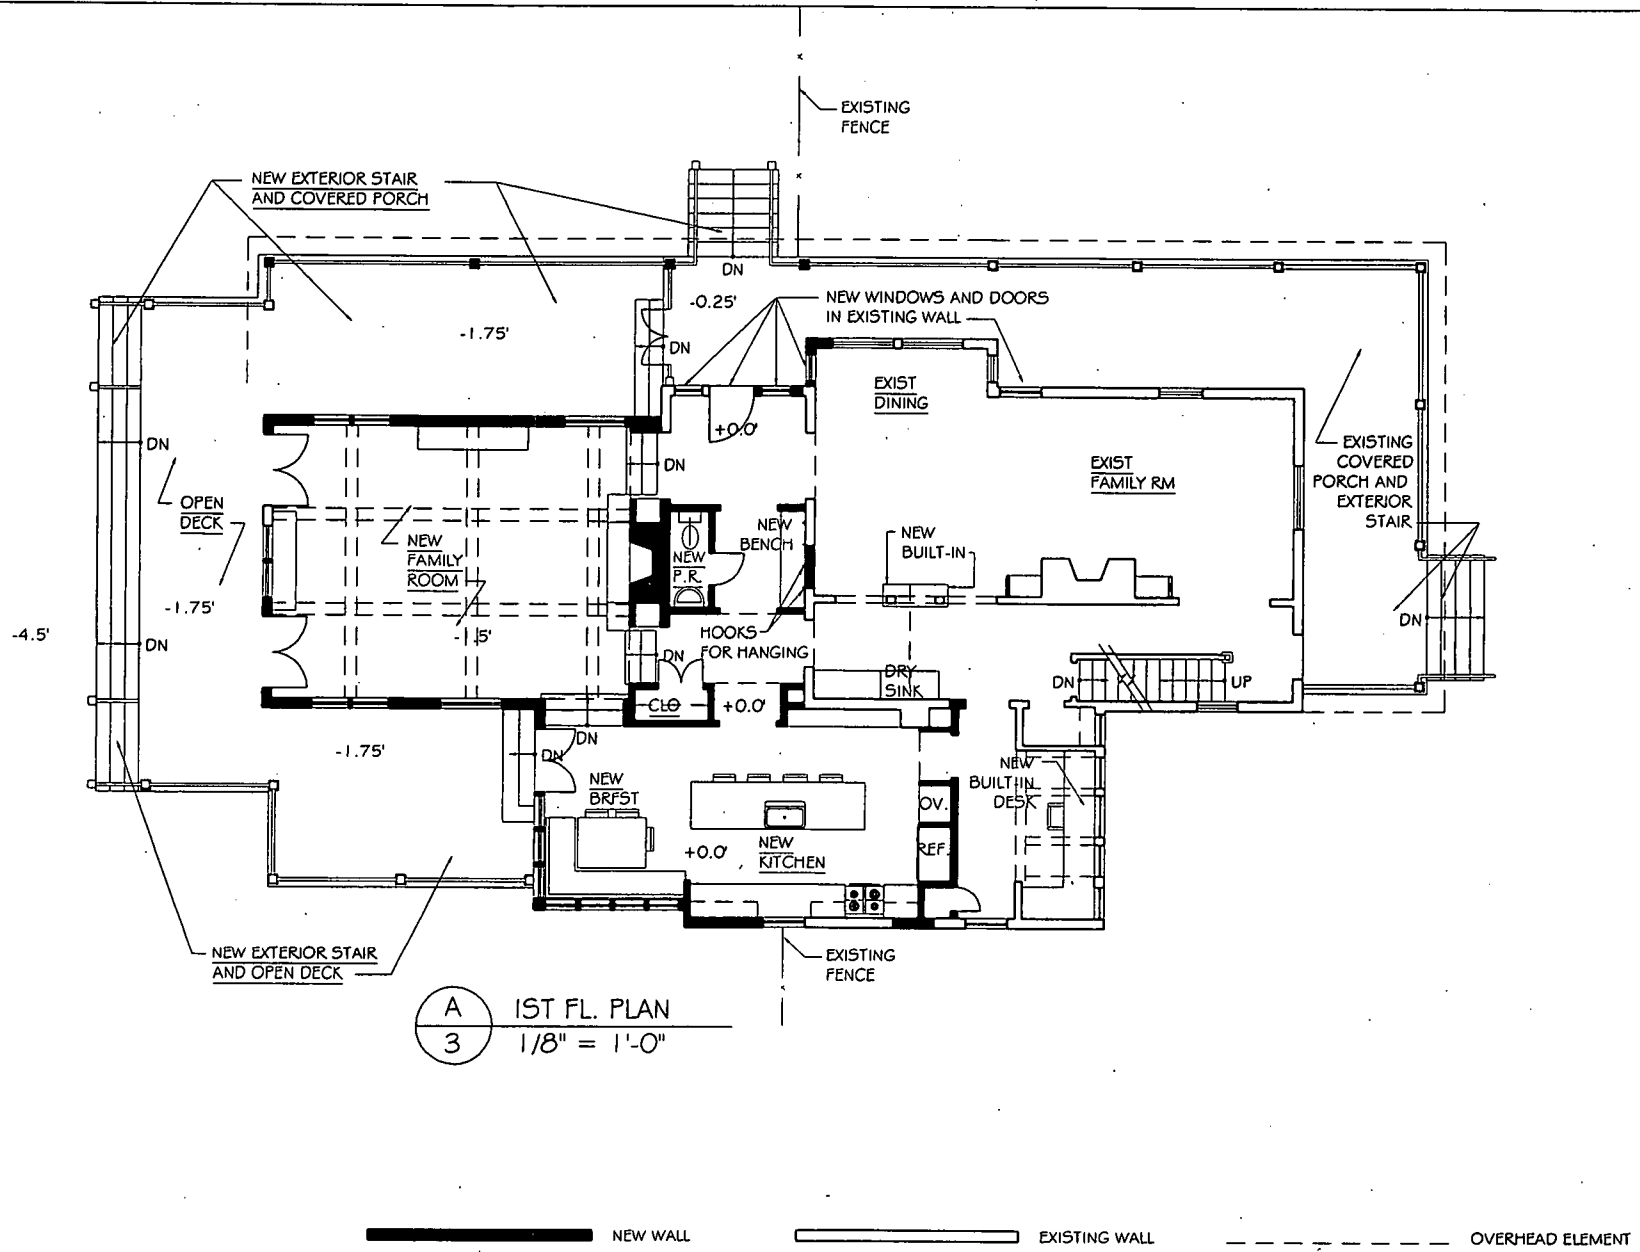 EXISTING
FENCE
NEW EXTERIOR STAIR
AND COVERED PORCH
DN
-0.25'
NEW WINDOWS AND DOORS
IN EXISTING WALL
-1.75'
DN
EXIST
DINING
+0.0'
DN
DN
EXIST
FAMILY RM
EXISTING
COVERED
PORCH AND
EXTERIOR
STAIR
OPEN
DECK
NEW
FAMILY
ROOM
NEW
BENCH
NEW
P.R.
NEW
BUILT-IN
-1.75'
-4.5'
-1.5'
HOOKS
FOR HANGING
DN
DN
DN
DRY
SINK
DN
UP
CLO
+0.0'
-1.75'
DN
DN
NEW
BRFST
NEW
BUILT-IN
DESK
OV.
REF.
+0.0'
NEW
KITCHEN
NEW EXTERIOR STAIR
AND OPEN DECK
EXISTING
FENCE
A
3
1ST FL. PLAN
1/8" = 1'-0"
NEW WALL
EXISTING WALL
OVERHEAD ELEMENT